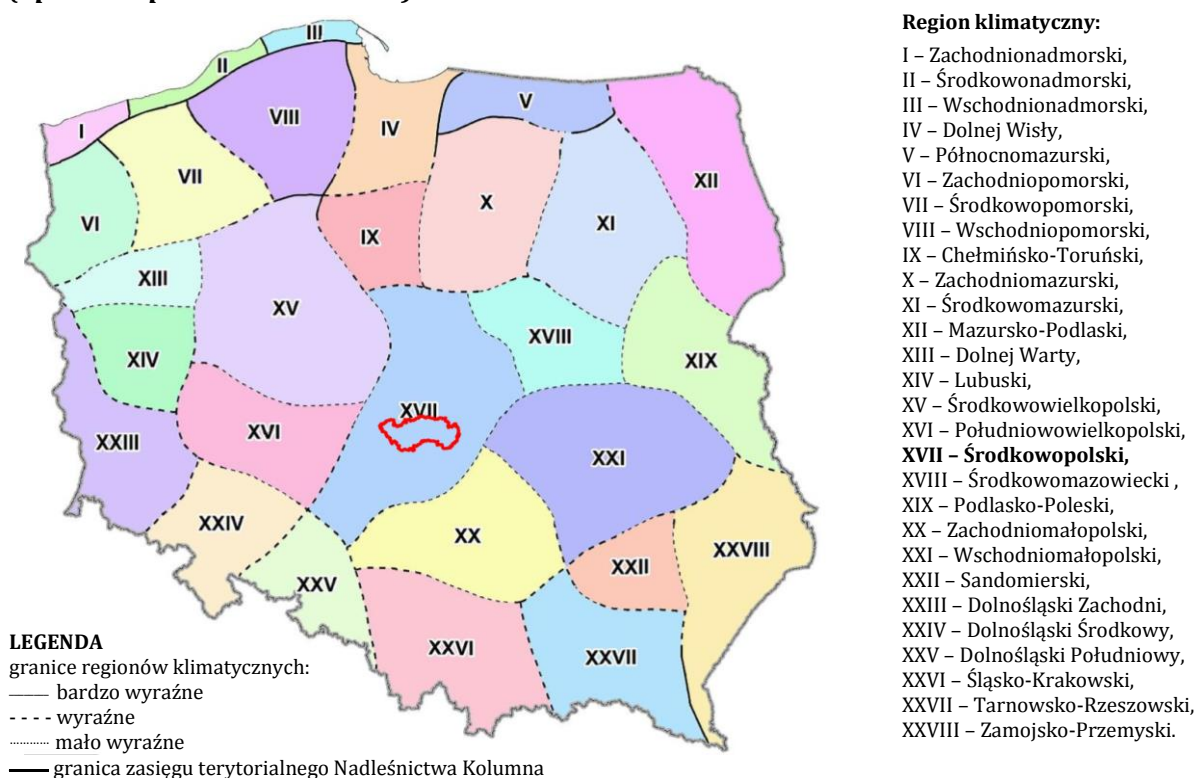 III
II
I
VIII
IV
V
VII
XII
X
VI
XI
IX
XIII
XV
XVIII
XIV
XIX
XVII
XVI
XXIII
XXI
XXIV
XX
XXVIII
XXII
XXV
XXVI
XXVII
LEGENDA
granice regionów klimatycznych:
bardzo wyraźne
wyraźne
mało wyraźne
granica zasięgu terytorialnego Nadleśnictwa Kolumna
Region klimatyczny:
I – Zachodnionadmorski,
II – Środkowonadmorski,
III – Wschodnionadmorski,
IV – Dolnej Wisły,
V – Północnomazurski,
VI – Zachodniopomorski,
VII – Środkowopomorski,
VIII – Wschodniopomorski,
IX – Chełmińsko-Toruński,
X – Zachodniomazurski,
XI – Środkowomazurski,
XII – Mazursko-Podlaski,
XIII – Dolnej Warty,
XIV – Lubuski,
XV – Środkowowielkopolski,
XVI – Południowowielkopolski,
XVII – Środkowopolski,
XVIII – Środkowomazowiecki ,
XIX – Podlasko-Poleski,
XX – Zachodniomałopolski,
XXI – Wschodniomałopolski,
XXII – Sandomierski,
XXIII – Dolnośląski Zachodni,
XXIV – Dolnośląski Środkowy,
XXV – Dolnośląski Południowy,
XXVI – Śląsko-Krakowski,
XXVII – Tarnowsko-Rzeszowski,
XXVIII – Zamojsko-Przemyski.